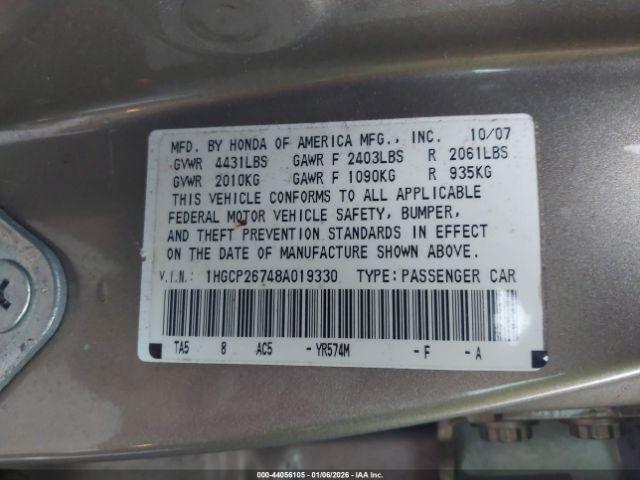 MFD. BY HONDA OF AMERICA MFG., INC. 10/07
GVWR 4431LBS GAWR F 2403LBS R 2061LBS
GVWR 2010KG GAWR F 1090KG R 935KG
THIS VEHICLE CONFORMS TO ALL APPLICABLE
FEDERAL MOTOR VEHICLE SAFETY, BUMPER,
AND THEFT PREVENTION STANDARDS IN EFFECT
ON THE DATE OF MANUFACTURE SHOWN ABOVE.
V.I.N.: 1HGCP26748A019330 TYPE:PASSENGER CAR
TA5 8 AC5 -YR574M -F -A
000-44056105 | 01/06/2026 | IAA Inc.